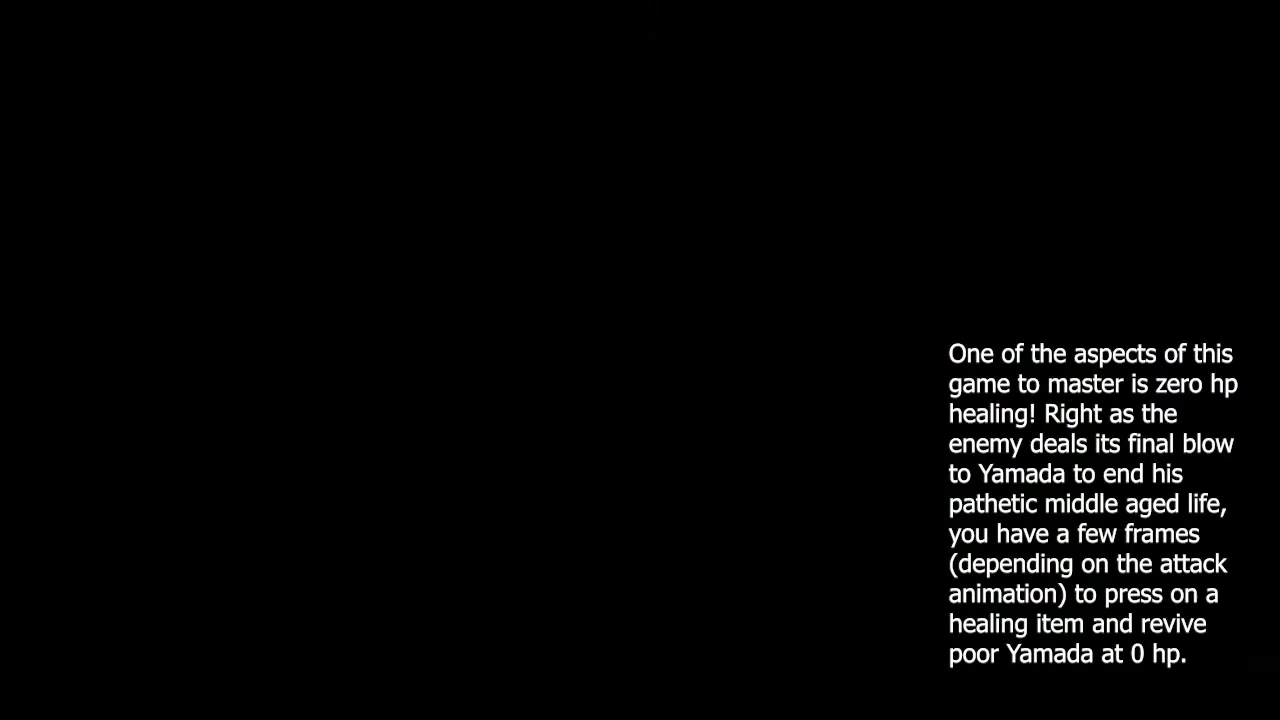 One of the aspects of this
game to master is zero hp
healing! Right as the
enemy deals its final blow
to Yamada to end his
pathetic middle aged life,
you have a few frames
(depending on the attack
animation) to press on a
healing item and revive
poor Yamada at 0 hp.